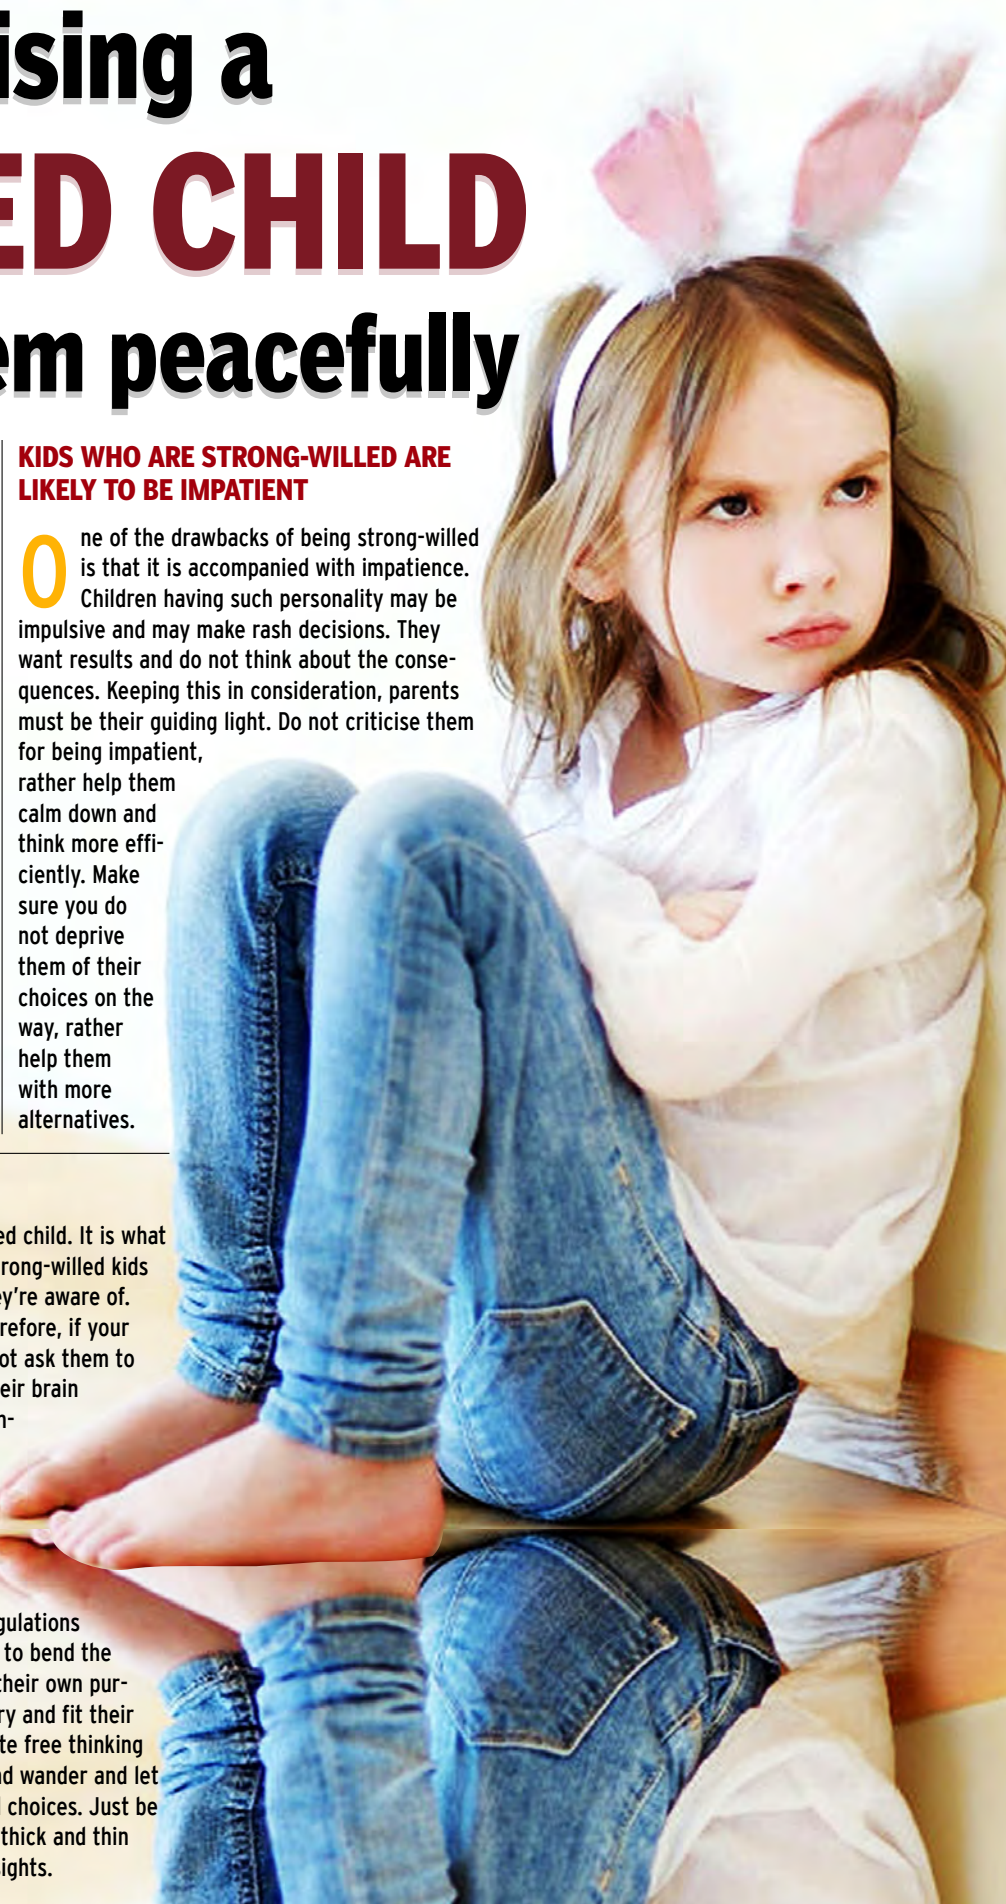 ising a
ED CHILD
em peacefully
KIDS WHO ARE STRONG-WILLED ARE
LIKELY TO BE IMPATIENT
One of the drawbacks of being strong-willed
is that it is accompanied with impatience.
Children having such personality may be
impulsive and may make rash decisions. They
want results and do not think about the conse-
quences. Keeping this in consideration, parents
must be their guiding light. Do not criticise them
for being impatient,
rather help them
calm down and
think more effi-
ciently. Make
sure you do
not deprive
them of their
choices on the
way, rather
help them
with more
alternatives.
ed child. It is what
rong-willed kids
ey're aware of.
refore, if your
ot ask them to
eir brain
n-
gulations
to bend the
their own pur-
ry and fit their
te free thinking
nd wander and let
choices. Just be
thick and thin
ights.